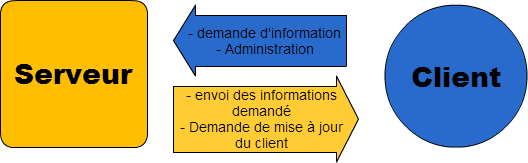 Serveur
- demande d'information
- Administration
- envoi des informations
demandé
- Demande de mise à jour
du client
Client